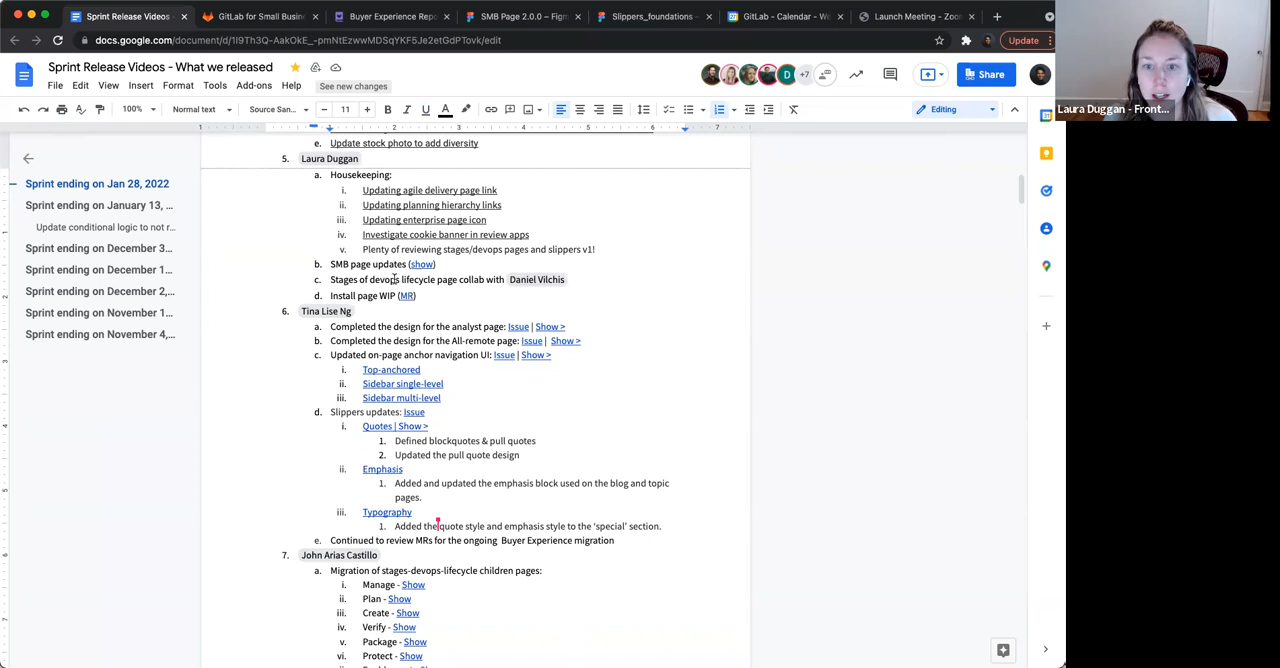 Sprint Release Videos -
GitLab for Small Busin
Buyer Experience Rep
SMB Page 2.0.0 – Figm
Slippers_foundations –
GitLab - Calendar - We
Launch Meeting - Zoo
docs.google.com/document/d/1I9Th3Q-AakOkE_-pmNtEzwwMDSqYKF5Je2etGdPTovk/edit
Update
Sprint Release Videos - What we released
File Edit View Insert Format Tools Add-ons Help See new changes
D +7
Share
100% Normal text Source San... 11 B I U A Editing
1 2 3 4 5 6 7
Laura Duggan - Front...
Sprint ending on Jan 28, 2022
Sprint ending on January 13, ...
Update conditional logic to not r...
Sprint ending on December 3...
Sprint ending on December 1...
Sprint ending on December 2,...
Sprint ending on November 1...
Sprint ending on November 4,...
e. Update stock photo to add diversity
5. Laura Duggan
a. Housekeeping:
i. Updating agile delivery page link
ii. Updating planning hierarchy links
iii. Updating enterprise page icon
iv. Investigate cookie banner in review apps
v. Plenty of reviewing stages/devops pages and slippers v1!
b. SMB page updates (show)
c. Stages of devops lifecycle page collab with Daniel Vilchis
d. Install page WIP (MR)
6. Tina Lise Ng
a. Completed the design for the analyst page: Issue | Show >
b. Completed the design for the All-remote page: Issue | Show >
c. Updated on-page anchor navigation UI: Issue | Show >
i. Top-anchored
ii. Sidebar single-level
iii. Sidebar multi-level
d. Slippers updates: Issue
i. Quotes | Show >
1. Defined blockquotes & pull quotes
2. Updated the pull quote design
ii. Emphasis
1. Added and updated the emphasis block used on the blog and topic
pages.
iii. Typography
1. Added the quote style and emphasis style to the ‘special’ section.
e. Continued to review MRs for the ongoing Buyer Experience migration
7. John Arias Castillo
a. Migration of stages-devops-lifecycle children pages:
i. Manage - Show
ii. Plan - Show
iii. Create - Show
iv. Verify - Show
v. Package - Show
vi. Protect - Show